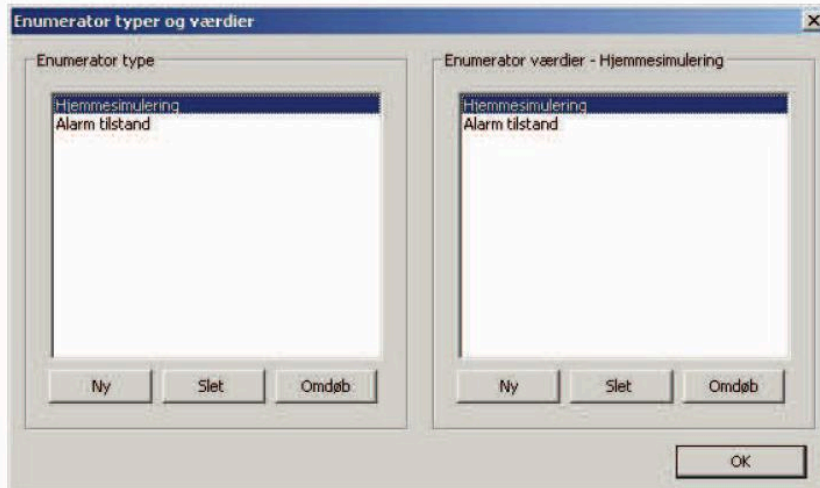 Enumerator typer og værdier
Enumerator type
Hjemmesimulering
Alarm tilstand
Ny
Slet
Omdøb
Enumerator værdier - Hjemmesimulering
Hjemmesimulering
Alarm tilstand
Ny
Slet
Omdøb
OK